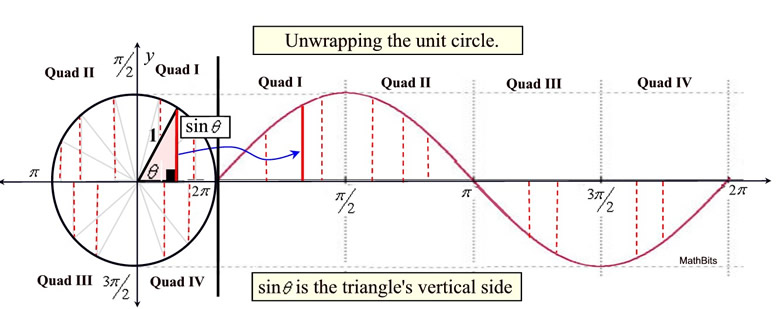 Unwrapping the unit circle.
π/2 y
Quad II Quad I Quad I Quad II Quad III Quad IV
1 sin θ
θ
π 2π π/2 π 3π/2 2π
MathBits
Quad III 3π/2 Quad IV
sin θ is the triangle's vertical side